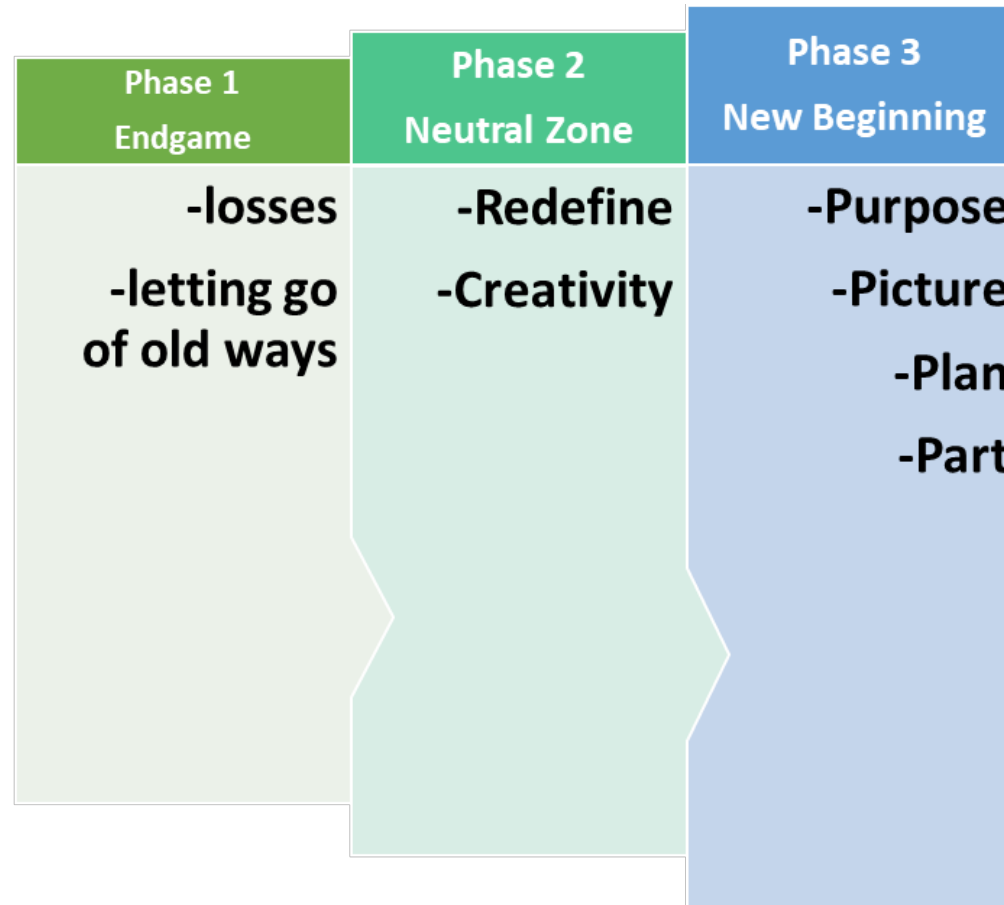 Phase 1
Endgame
-losses
-letting go
of old ways
Phase 2
Neutral Zone
-Redefine
-Creativity
Phase 3
New Beginning
-Purpose
-Picture
-Plan
-Part